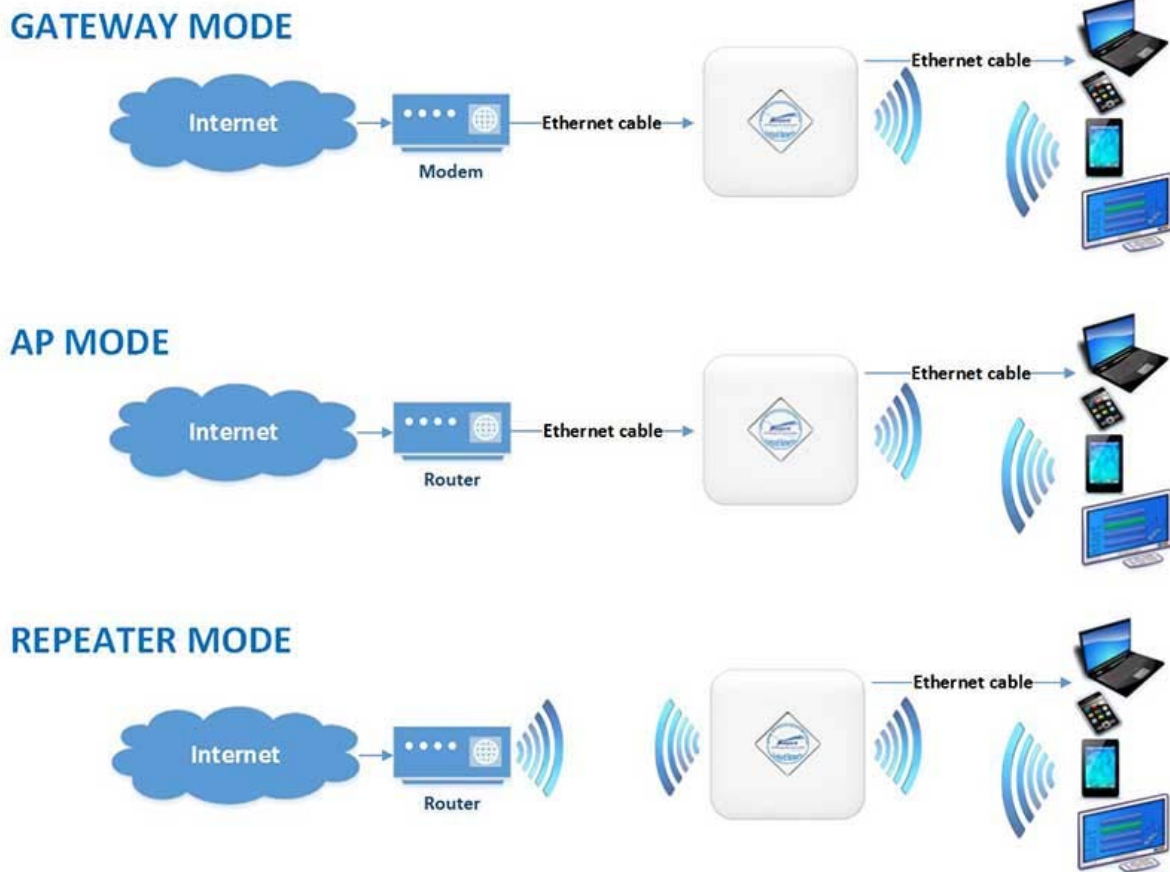 GATEWAY MODE
Internet
Modem
Ethernet cable
Ethernet cable
AP MODE
Internet
Router
Ethernet cable
Ethernet cable
REPEATER MODE
Internet
Router
Ethernet cable